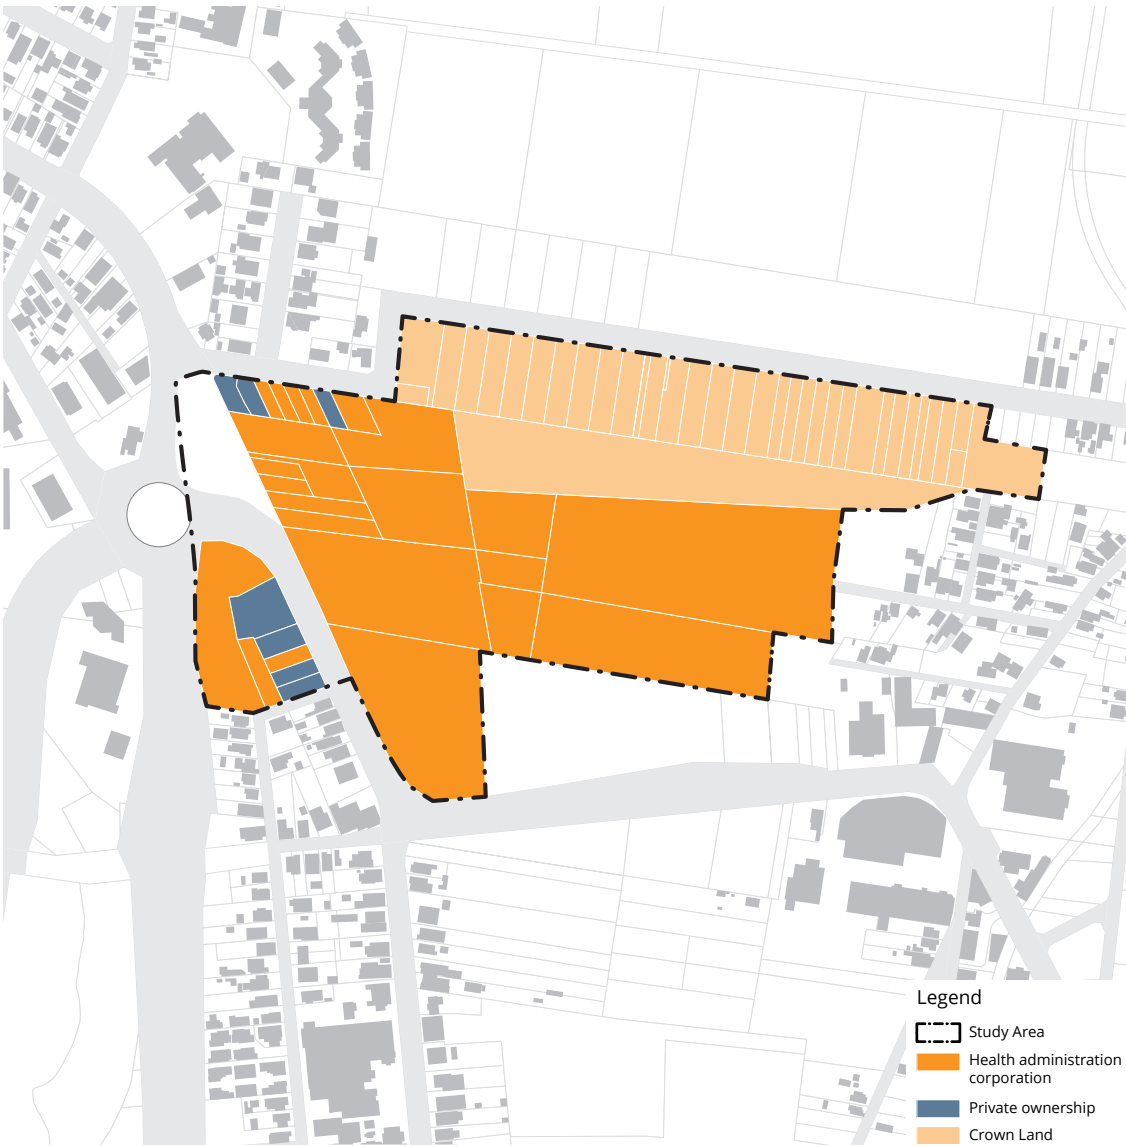 Legend
Study Area
Health administration
corporation
Private ownership
Crown Land